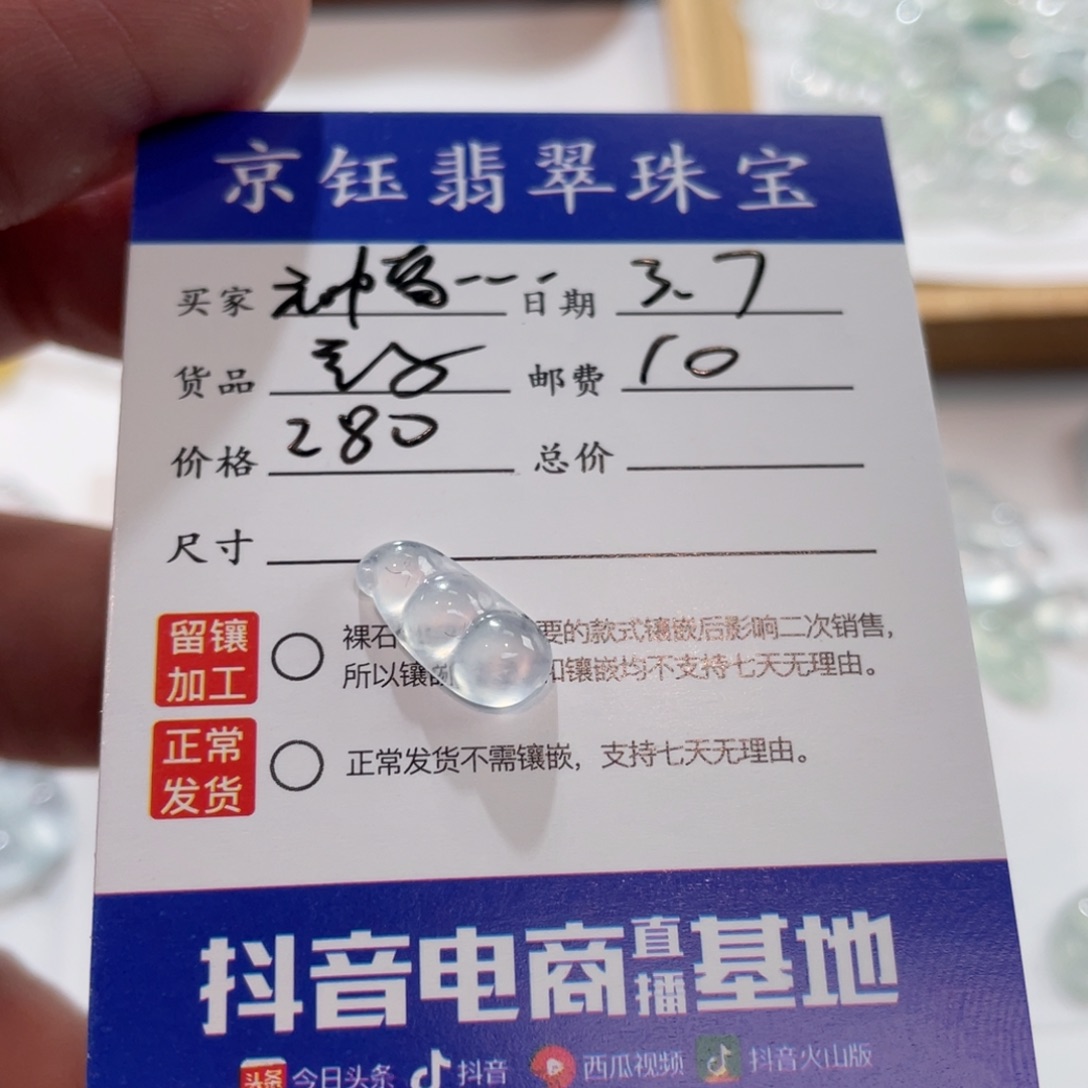 京钰翡翠珠宝
买家 日期 3.7
货品 邮费 10
价格 280 总价
尺寸
留镶加工 裸石 要的款式镶嵌后影响二次销售,
所以镶嵌 和镶嵌均不支持七天无理由。
正常发货 正常发货不需镶嵌,支持七天无理由。
抖音电商直播基地
头条 今日头条 抖音 西瓜视频 抖音火山版